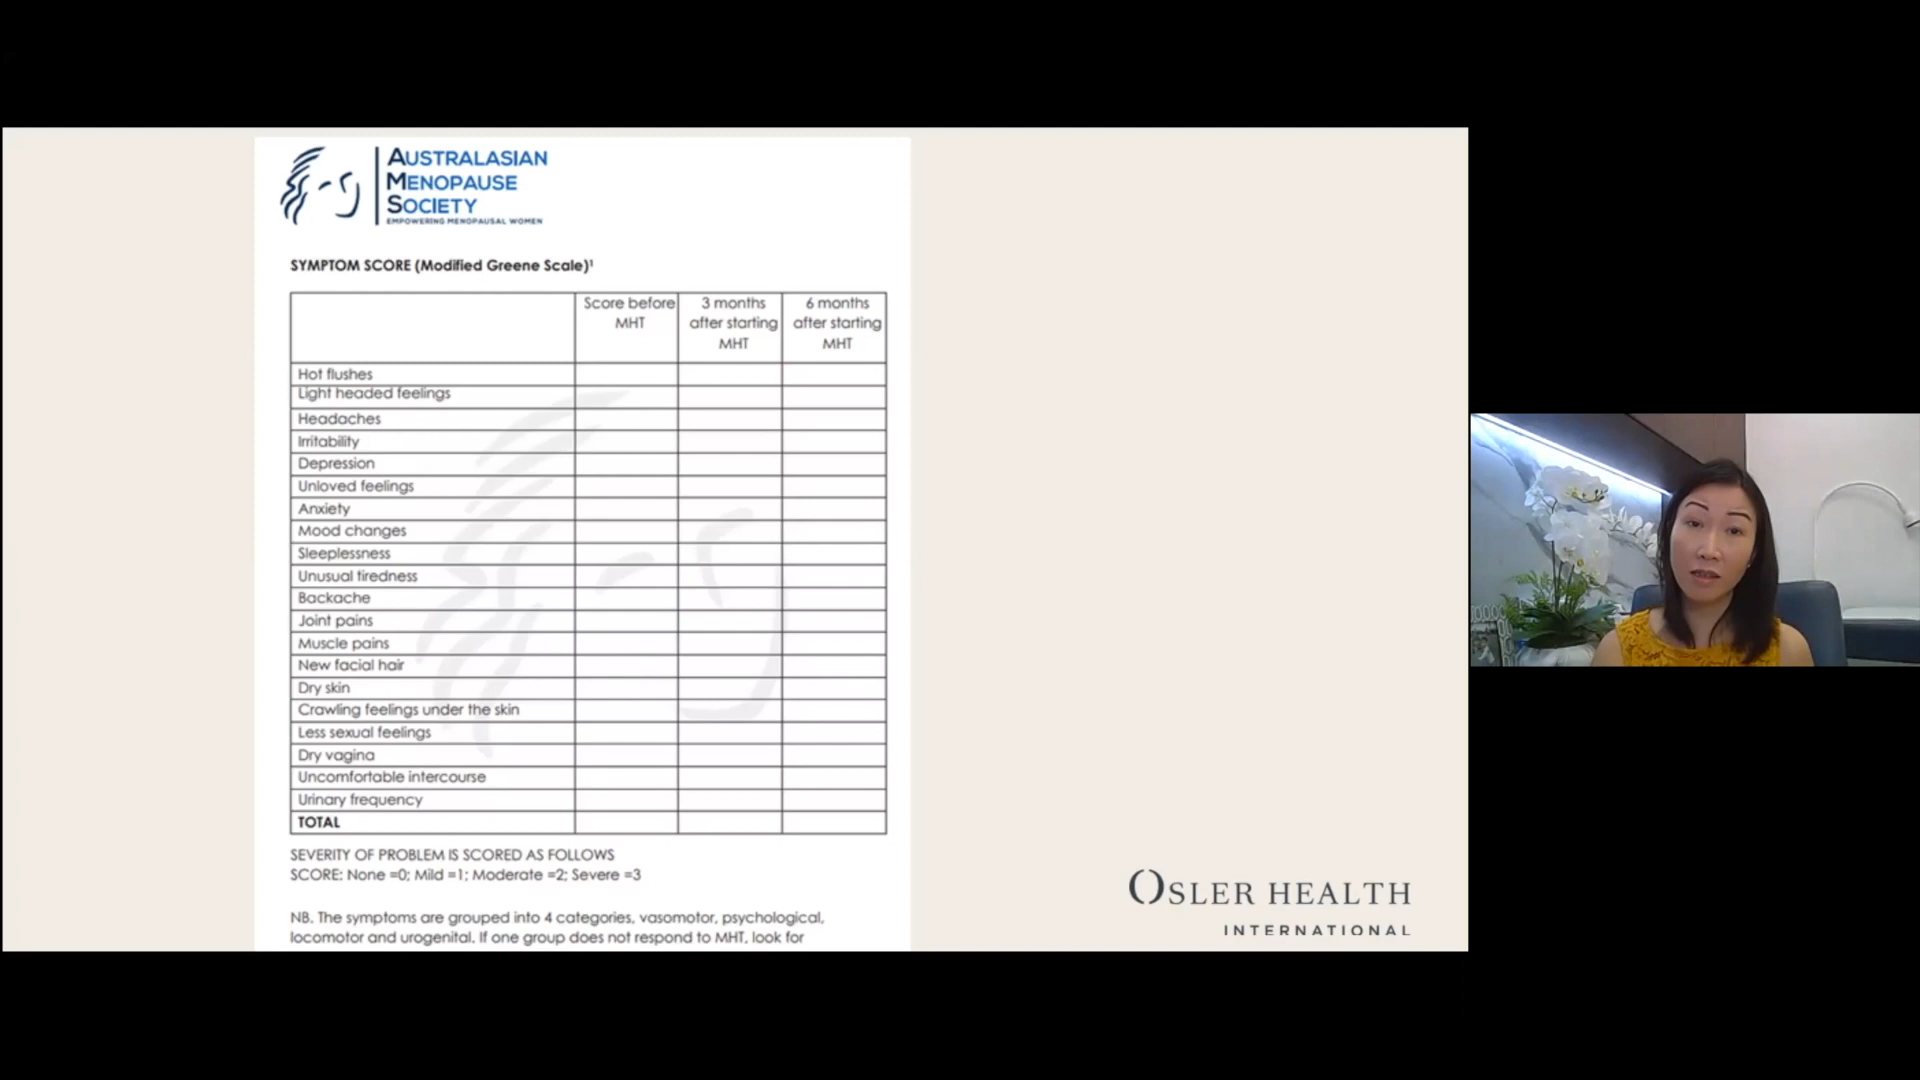 AUSTRALASIAN
MENOPAUSE
SOCIETY
EMPOWERING MENOPAUSAL WOMEN
SYMPTOM SCORE (Modified Greene Scale)¹
Score before MHT
3 months after starting MHT
6 months after starting MHT
Hot flushes
Light headed feelings
Headaches
Irritability
Depression
Unloved feelings
Anxiety
Mood changes
Sleeplessness
Unusual tiredness
Backache
Joint pains
Muscle pains
New facial hair
Dry skin
Crawling feelings under the skin
Less sexual feelings
Dry vagina
Uncomfortable intercourse
Urinary frequency
TOTAL
SEVERITY OF PROBLEM IS SCORED AS FOLLOWS
SCORE: None =0; Mild =1; Moderate =2; Severe =3
NB. The symptoms are grouped into 4 categories, vasomotor, psychological,
locomotor and urogenital. If one group does not respond to MHT, look for
OSLER HEALTH
INTERNATIONAL